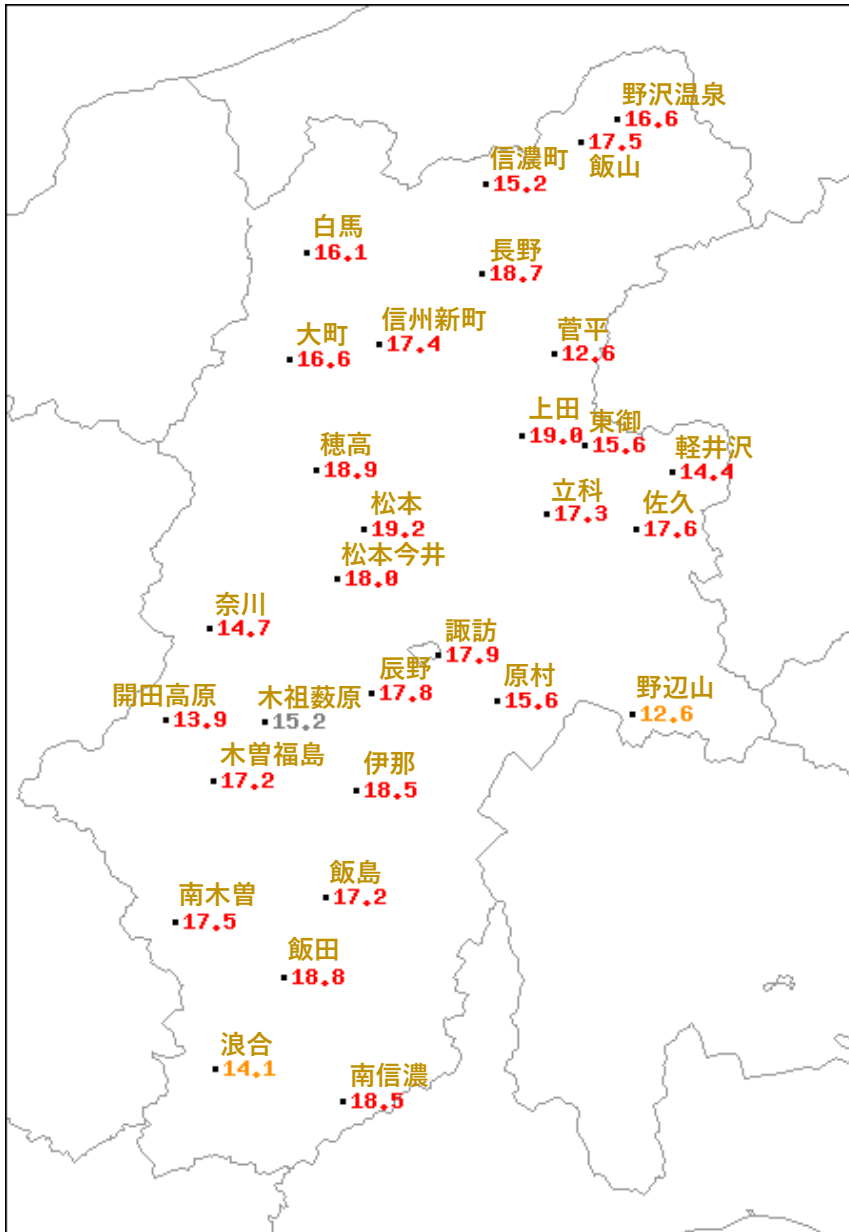 野沢温泉
16.6
17.5
飯山
信濃町
15.2
白馬
16.1
長野
18.7
信州新町
17.4
大町
16.6
菅平
12.6
上田
19.0
東御
15.6
軽井沢
14.4
穂高
18.9
立科
17.3
佐久
17.6
松本
19.2
松本今井
18.0
奈川
14.7
諏訪
17.9
辰野
17.8
原村
15.6
野辺山
12.6
開田高原
13.9
木祖薮原
15.2
木曽福島
17.2
伊那
18.5
飯島
17.2
南木曽
17.5
飯田
18.8
浪合
14.1
南信濃
18.5